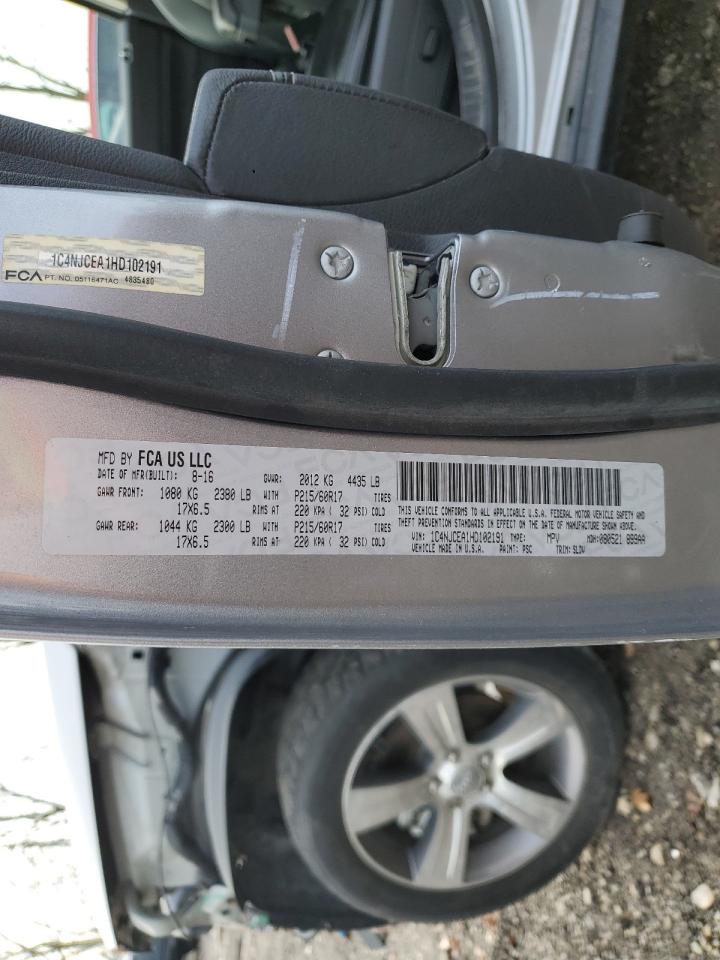 1C4NJCEA1HD102191
FCA PT. NO. 05116471AC 4835480
MFD BY FCA US LLC
DATE OF MFR(BUILT): 8-16 GVWR: 2012 KG 4435 LB
GAWR FRONT: 1080 KG 2380 LB WITH P215/60R17 TIRES
17X6.5 RIMS AT 220 KPA ( 32 PSI) COLD
GAWR REAR: 1044 KG 2300 LB WITH P215/60R17 TIRES
17X6.5 RIMS AT 220 KPA ( 32 PSI) COLD
THIS VEHICLE CONFORMS TO ALL APPLICABLE U.S.A. FEDERAL MOTOR VEHICLE SAFETY AND
THEFT PREVENTION STANDARDS IN EFFECT ON THE DATE OF MANUFACTURE SHOWN ABOVE.
VIN: 1C4NJCEA1HD102191 TYPE: MPV MDH:080521 889AA
VEHICLE MADE IN U.S.A. PAINT: PSC TRIM: SLDV